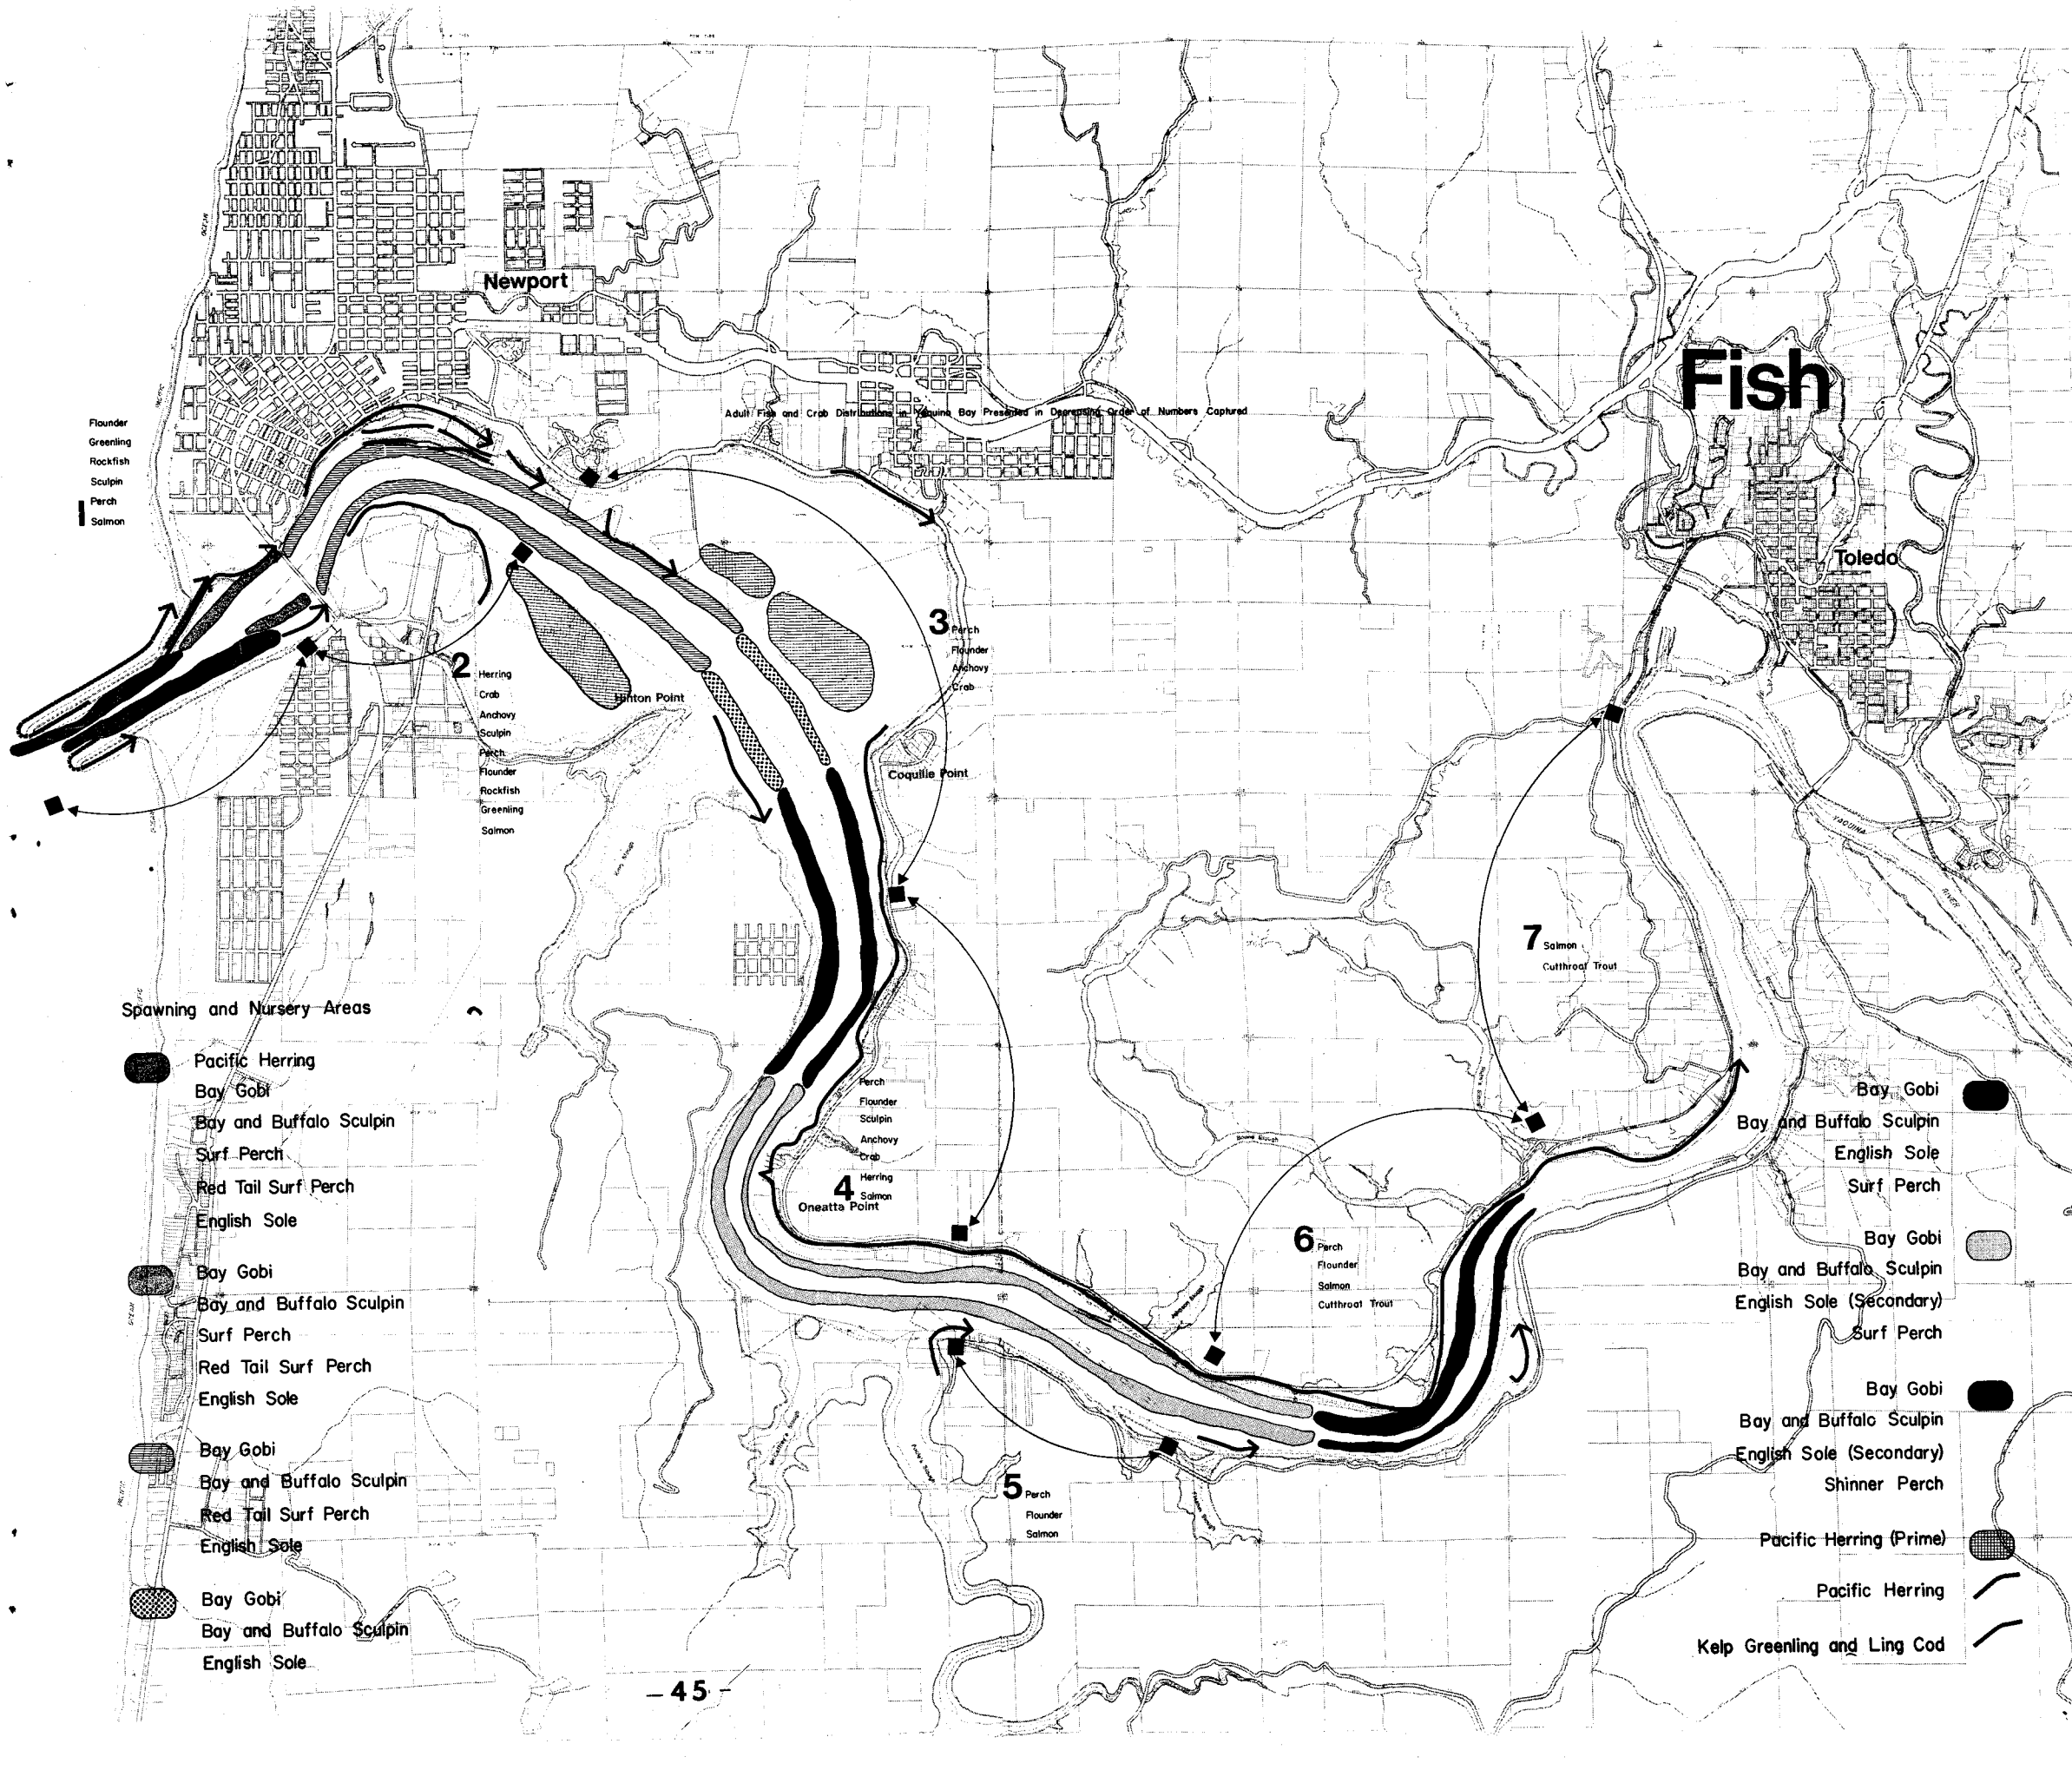 Newport
Fish
Adult Fish and Crab Distributions in Yaquina Bay Presented in Decreasing Order of Numbers Captured
Flounder
Greenling
Rockfish
Sculpin
Perch
Salmon
1
Toledo
3
Perch
Flounder
Anchovy
Crab
2
Herring
Crab
Anchovy
Sculpin
Perch
Flounder
Rockfish
Greenling
Salmon
Hinton Point
Coquille Point
YAQUINA
RIVER
7
Salmon
Cutthroat Trout
Perch
Flounder
Sculpin
Anchovy
Crab
Herring
4
Salmon
Oneatta Point
6
Perch
Flounder
Salmon
Cutthroat Trout
5
Perch
Flounder
Salmon
Spawning and Nursery Areas
Pacific Herring
Bay Gobi
Bay and Buffalo Sculpin
Surf Perch
Red Tail Surf Perch
English Sole
Bay Gobi
Bay and Buffalo Sculpin
Surf Perch
Red Tail Surf Perch
English Sole
Bay Gobi
Bay and Buffalo Sculpin
Red Tail Surf Perch
English Sole
Bay Gobi
Bay and Buffalo Sculpin
English Sole
Bay Gobi
Bay and Buffalo Sculpin
English Sole
Surf Perch
Bay Gobi
Bay and Buffalo Sculpin
English Sole (Secondary)
Surf Perch
Bay Gobi
Bay and Buffalo Sculpin
English Sole (Secondary)
Shinner Perch
Pacific Herring (Prime)
Pacific Herring
Kelp Greenling and Ling Cod
- 45 -